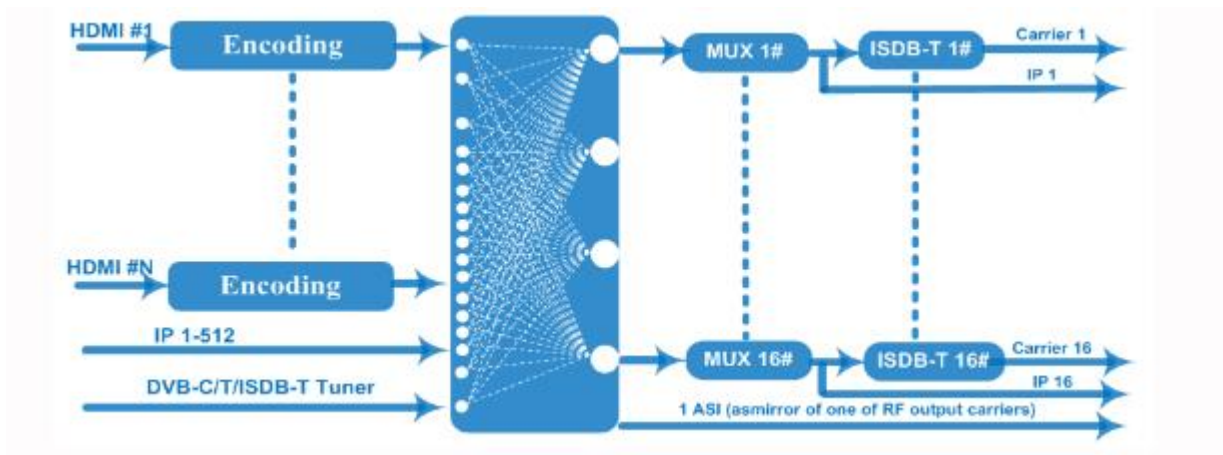 HDMI #1
Encoding
MUX 1#
ISDB-T 1#
Carrier 1
IP 1
HDMI #N
Encoding
IP 1-512
DVB-C/T/ISDB-T Tuner
MUX 16#
ISDB-T 16#
Carrier 16
IP 16
1 ASI (asmirror of one of RF output carriers)